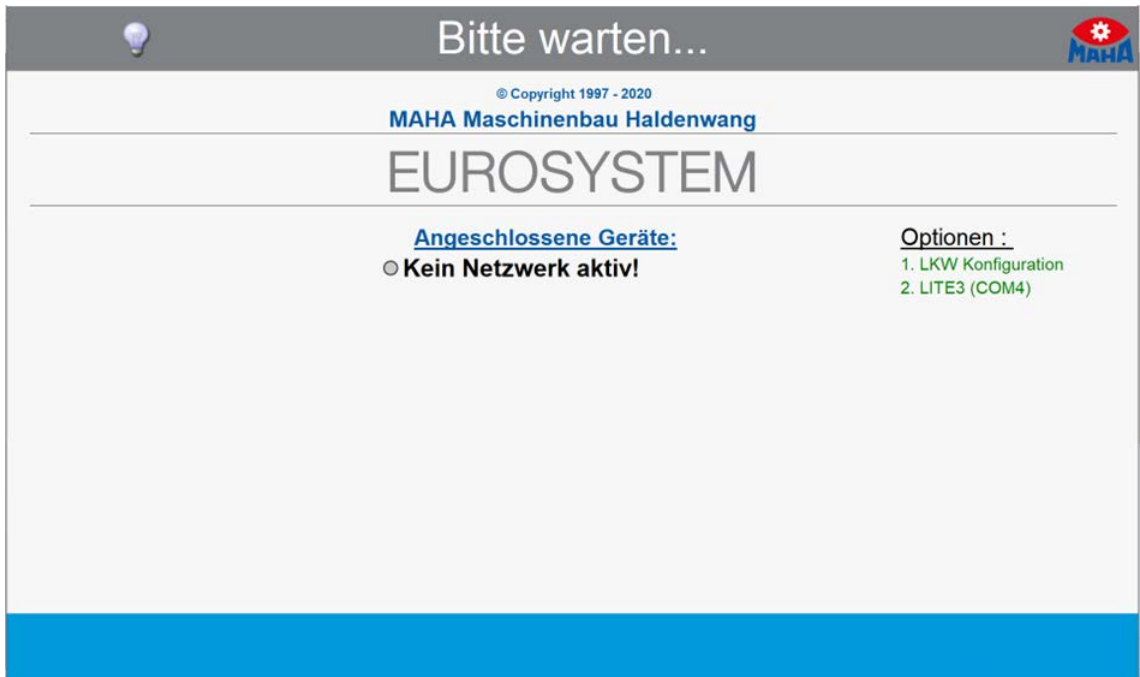 Bitte warten...
MAHA
© Copyright 1997 - 2020
MAHA Maschinenbau Haldenwang
EUROSYSTEM
Angeschlossene Geräte:
Kein Netzwerk aktiv!
Optionen :
1. LKW Konfiguration
2. LITE3 (COM4)